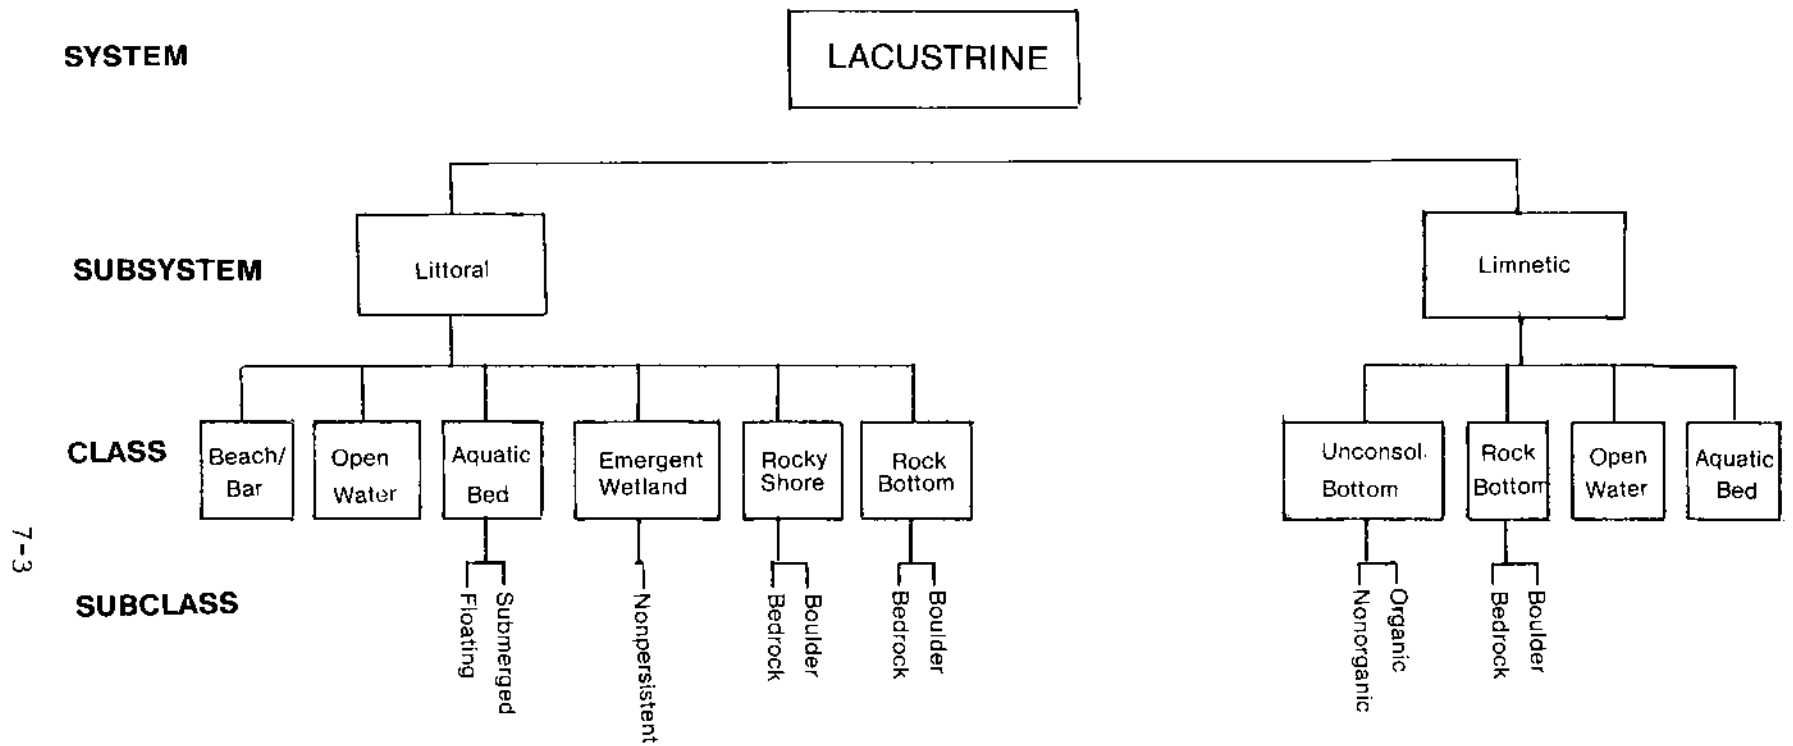 SYSTEM
LACUSTRINE
SUBSYSTEM
Littoral
Limnetic
CLASS
Beach/
Bar
Open
Water
Aquatic
Bed
Emergent
Wetland
Rocky
Shore
Rock
Bottom
Unconsol.
Bottom
Rock
Bottom
Open
Water
Aquatic
Bed
SUBCLASS
Floating
Submerged
Nonpersistent
Bedrock
Boulder
Bedrock
Boulder
Nonorganic
Organic
Bedrock
Boulder
7-3